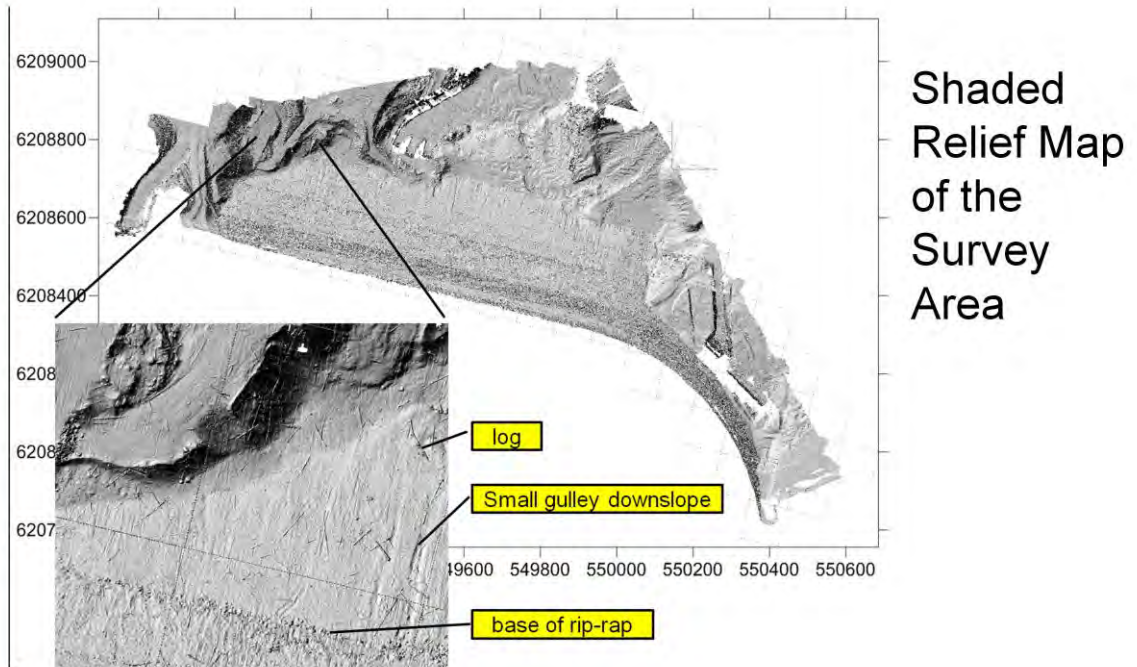 Shaded
Relief Map
of the
Survey
Area
6209000
6208800
6208600
6208400
6208
6208
6207
log
Small gulley downslope
base of rip-rap
49600 549800 550000 550200 550400 550600